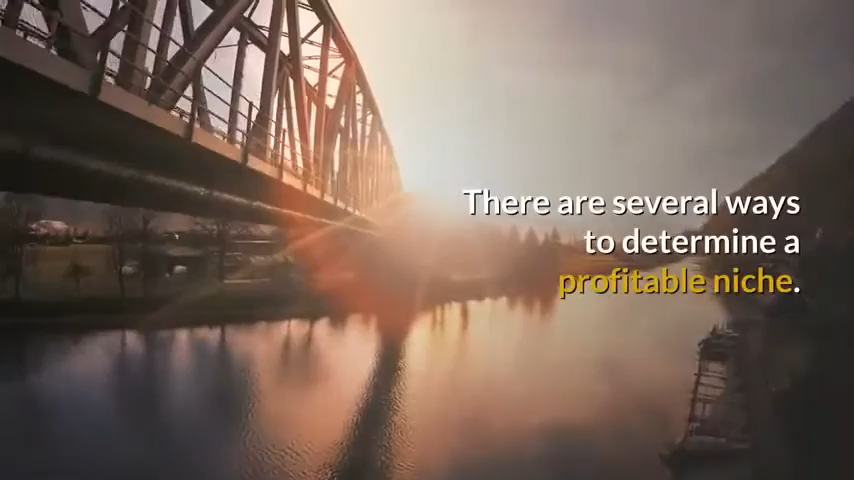 There are several ways
to determine a
profitable niche.